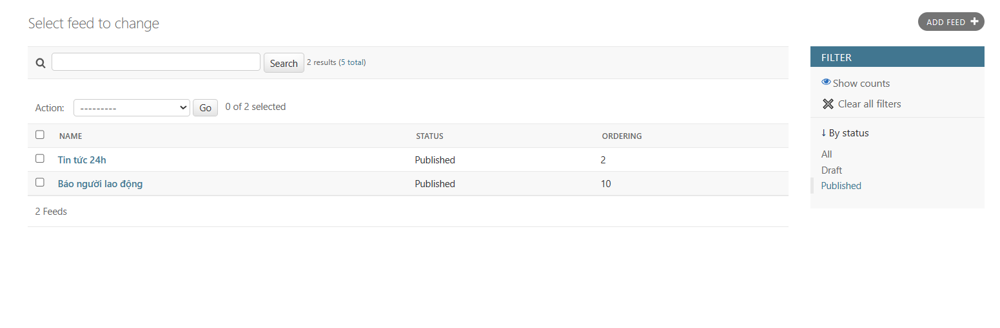 Select feed to change
ADD FEED
Search 2 results (5 total)
Action: --------- Go 0 of 2 selected
NAME STATUS ORDERING
Tin tức 24h Published 2
Báo người lao động Published 10
2 Feeds
FILTER
Show counts
Clear all filters
↓ By status
All
Draft
Published